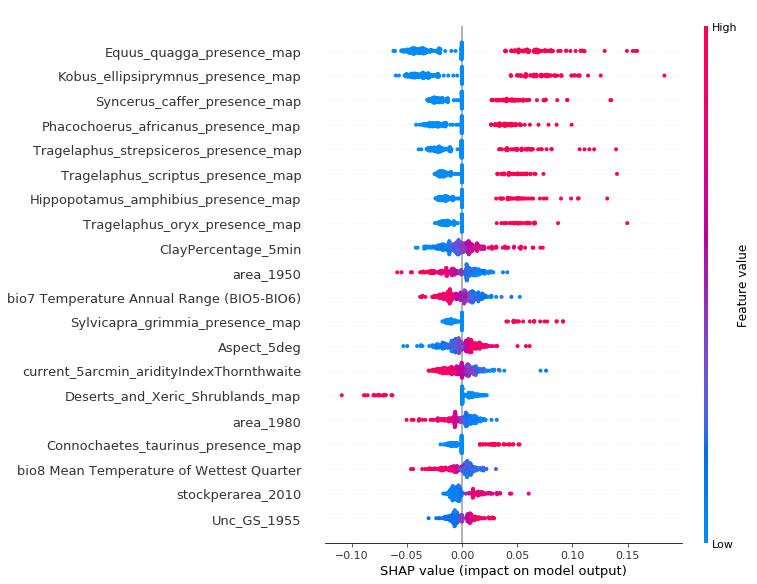 High
Equus_quagga_presence_map
Kobus_ellipsiprymnus_presence_map
Syncerus_caffer_presence_map
Phacochoerus_africanus_presence_map
Tragelaphus_strepsiceros_presence_map
Tragelaphus_scriptus_presence_map
Hippopotamus_amphibius_presence_map
Tragelaphus_oryx_presence_map
ClayPercentage_5min
area_1950
bio7 Temperature Annual Range (BIO5-BIO6)
Sylvicapra_grimmia_presence_map
Aspect_5deg
current_5arcmin_aridityIndexThornthwaite
Deserts_and_Xeric_Shrublands_map
area_1980
Connochaetes_taurinus_presence_map
bio8 Mean Temperature of Wettest Quarter
stockperarea_2010
Unc_GS_1955
Feature value
Low
−0.10 −0.05 0.00 0.05 0.10 0.15
SHAP value (impact on model output)